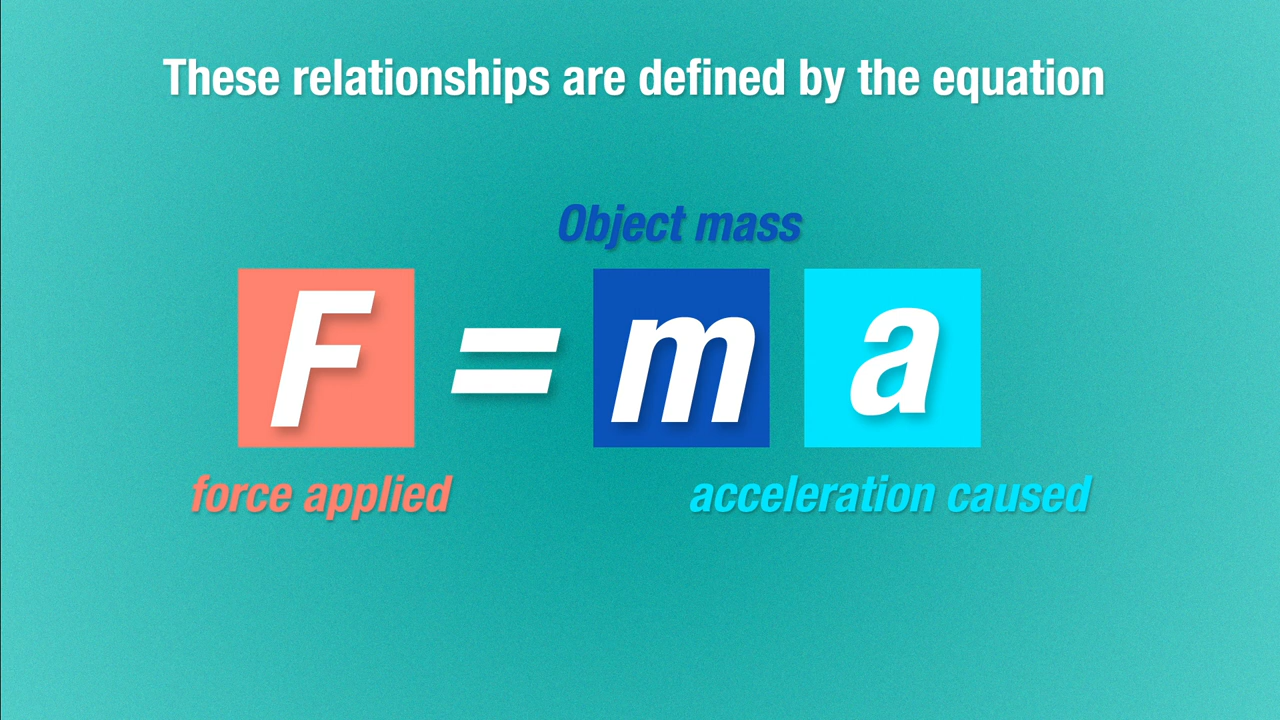 These relationships are defined by the equation
Object mass
F = m a
force applied acceleration caused